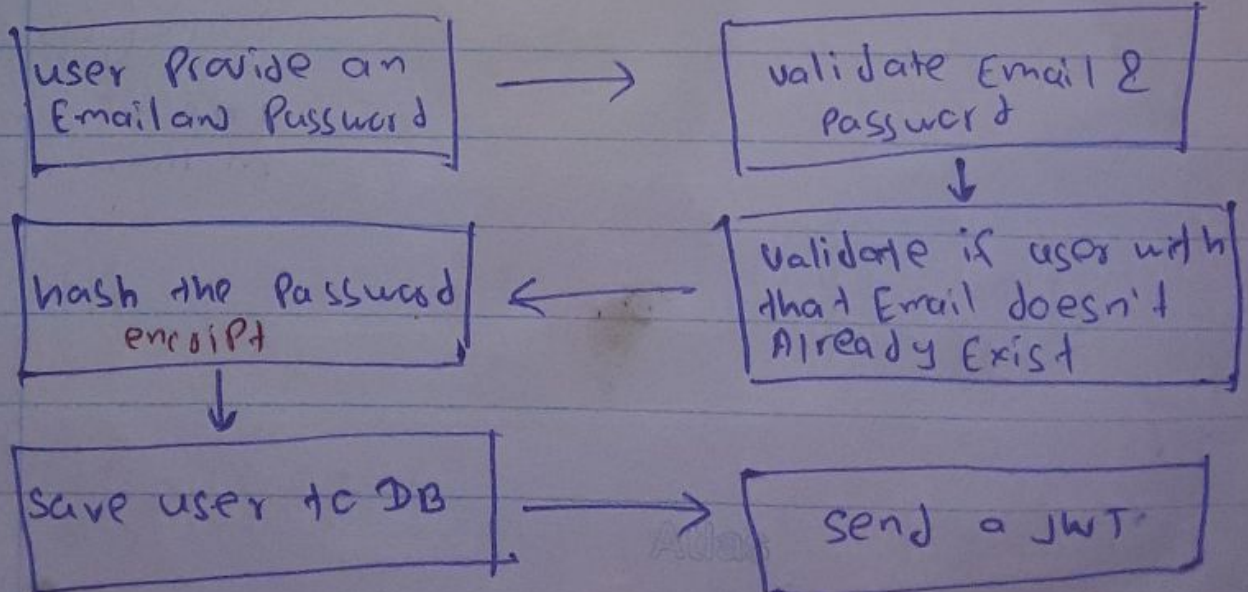 user Provide an
Email and Password
validate Email &
Password
validate if user with
that Email doesn't
Already Exist
hash the Password
encript
save user to DB
send a JWT
Atlas